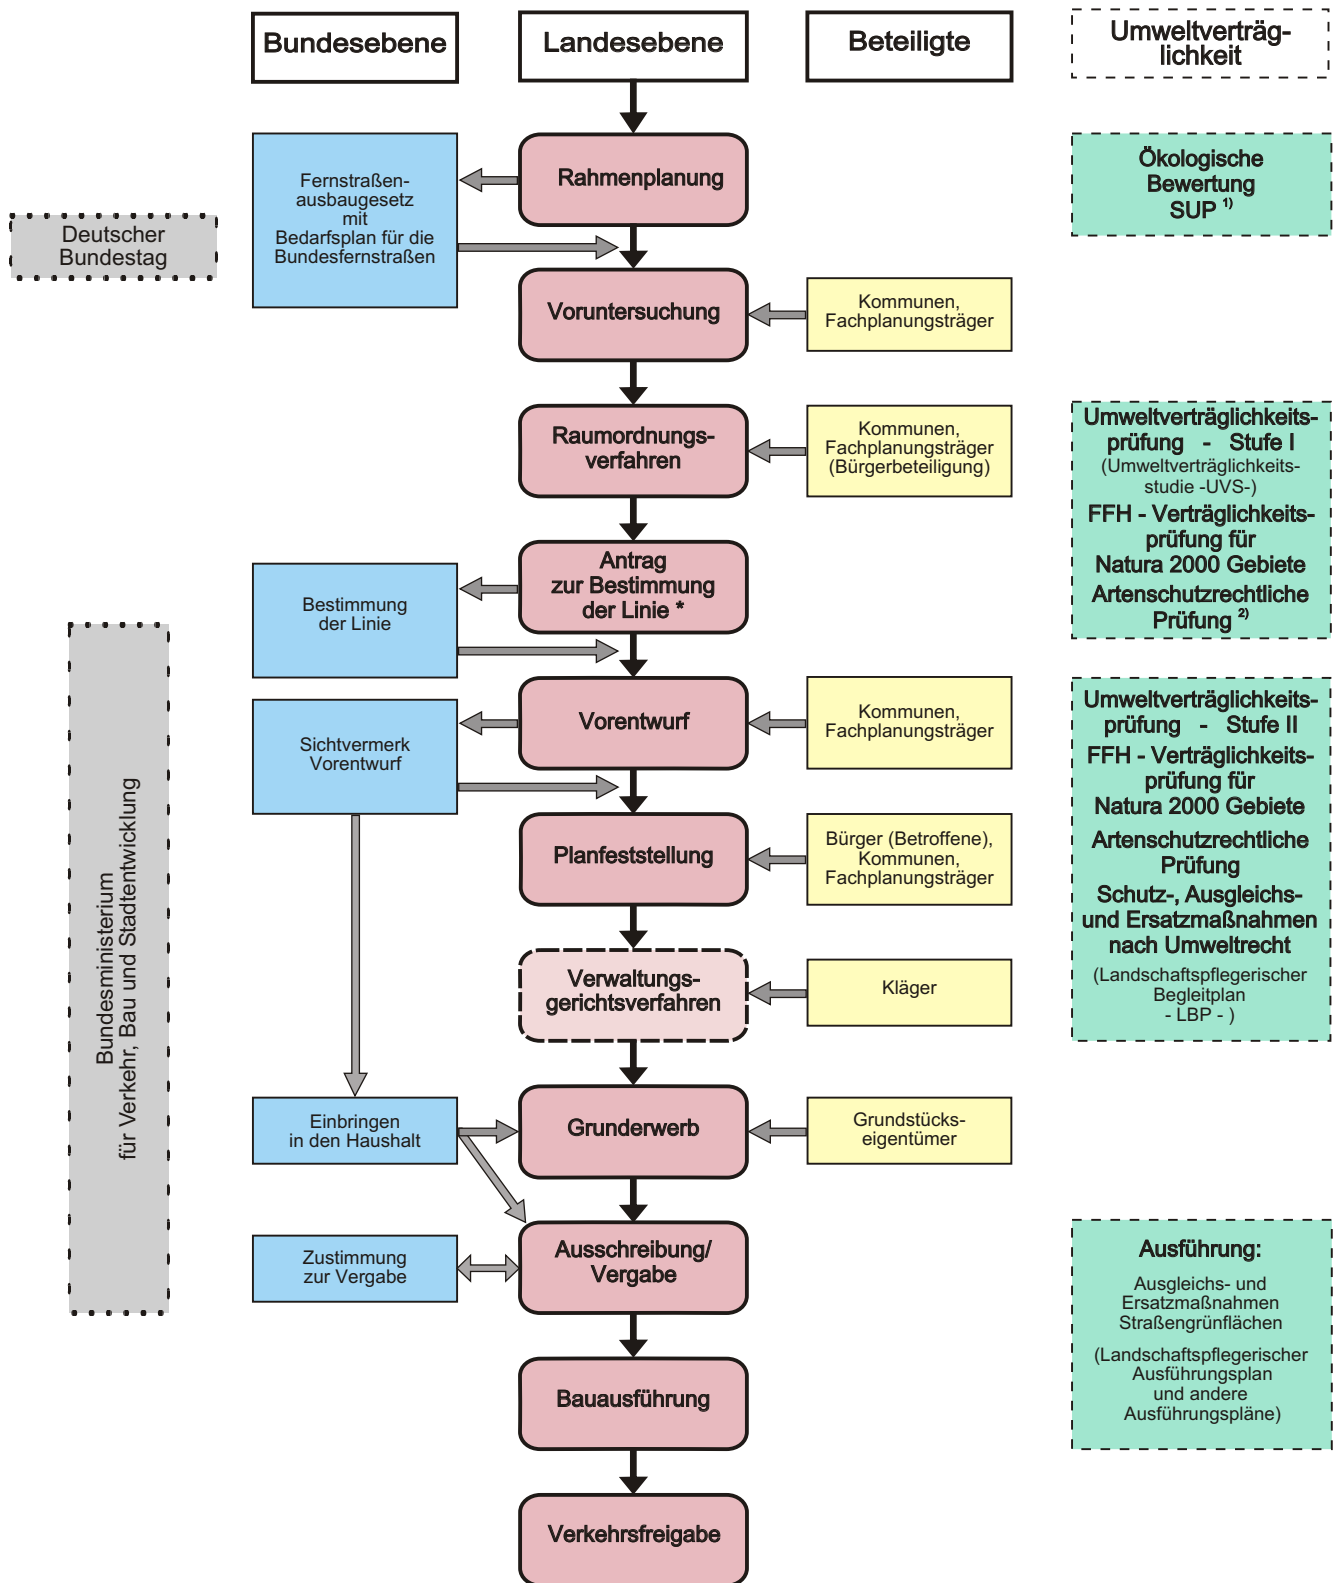 Bundesebene
Landesebene
Beteiligte
Umweltverträg-
lichkeit
Fernstraßen-
ausbaugesetz
mit
Bedarfsplan für die
Bundesfernstraßen
Rahmenplanung
Ökologische
Bewertung
SUP 1)
Deutscher
Bundestag
Voruntersuchung
Kommunen,
Fachplanungsträger
Raumordnungs-
verfahren
Kommunen,
Fachplanungsträger
(Bürgerbeteiligung)
Umweltverträglichkeits-
prüfung - Stufe I
(Umweltverträglichkeits-
studie -UVS-)
FFH - Verträglichkeits-
prüfung für
Natura 2000 Gebiete
Artenschutzrechtliche
Prüfung 2)
Antrag
zur Bestimmung
der Linie *
Bestimmung
der Linie
Bundesministerium
für Verkehr, Bau und Stadtentwicklung
Sichtvermerk
Vorentwurf
Vorentwurf
Kommunen,
Fachplanungsträger
Umweltverträglichkeits-
prüfung - Stufe II
FFH - Verträglichkeits-
prüfung für
Natura 2000 Gebiete
Artenschutzrechtliche
Prüfung
Schutz-, Ausgleichs-
und Ersatzmaßnahmen
nach Umweltrecht
(Landschaftspflegerischer
Begleitplan
- LBP - )
Planfeststellung
Bürger (Betroffene),
Kommunen,
Fachplanungsträger
Verwaltungs-
gerichtsverfahren
Kläger
Einbringen
in den Haushalt
Grunderwerb
Grundstücks-
eigentümer
Zustimmung
zur Vergabe
Ausschreibung/
Vergabe
Ausführung:
Ausgleichs- und
Ersatzmaßnahmen
Straßengrünflächen
(Landschaftspflegerischer
Ausführungsplan
und andere
Ausführungspläne)
Bauausführung
Verkehrsfreigabe